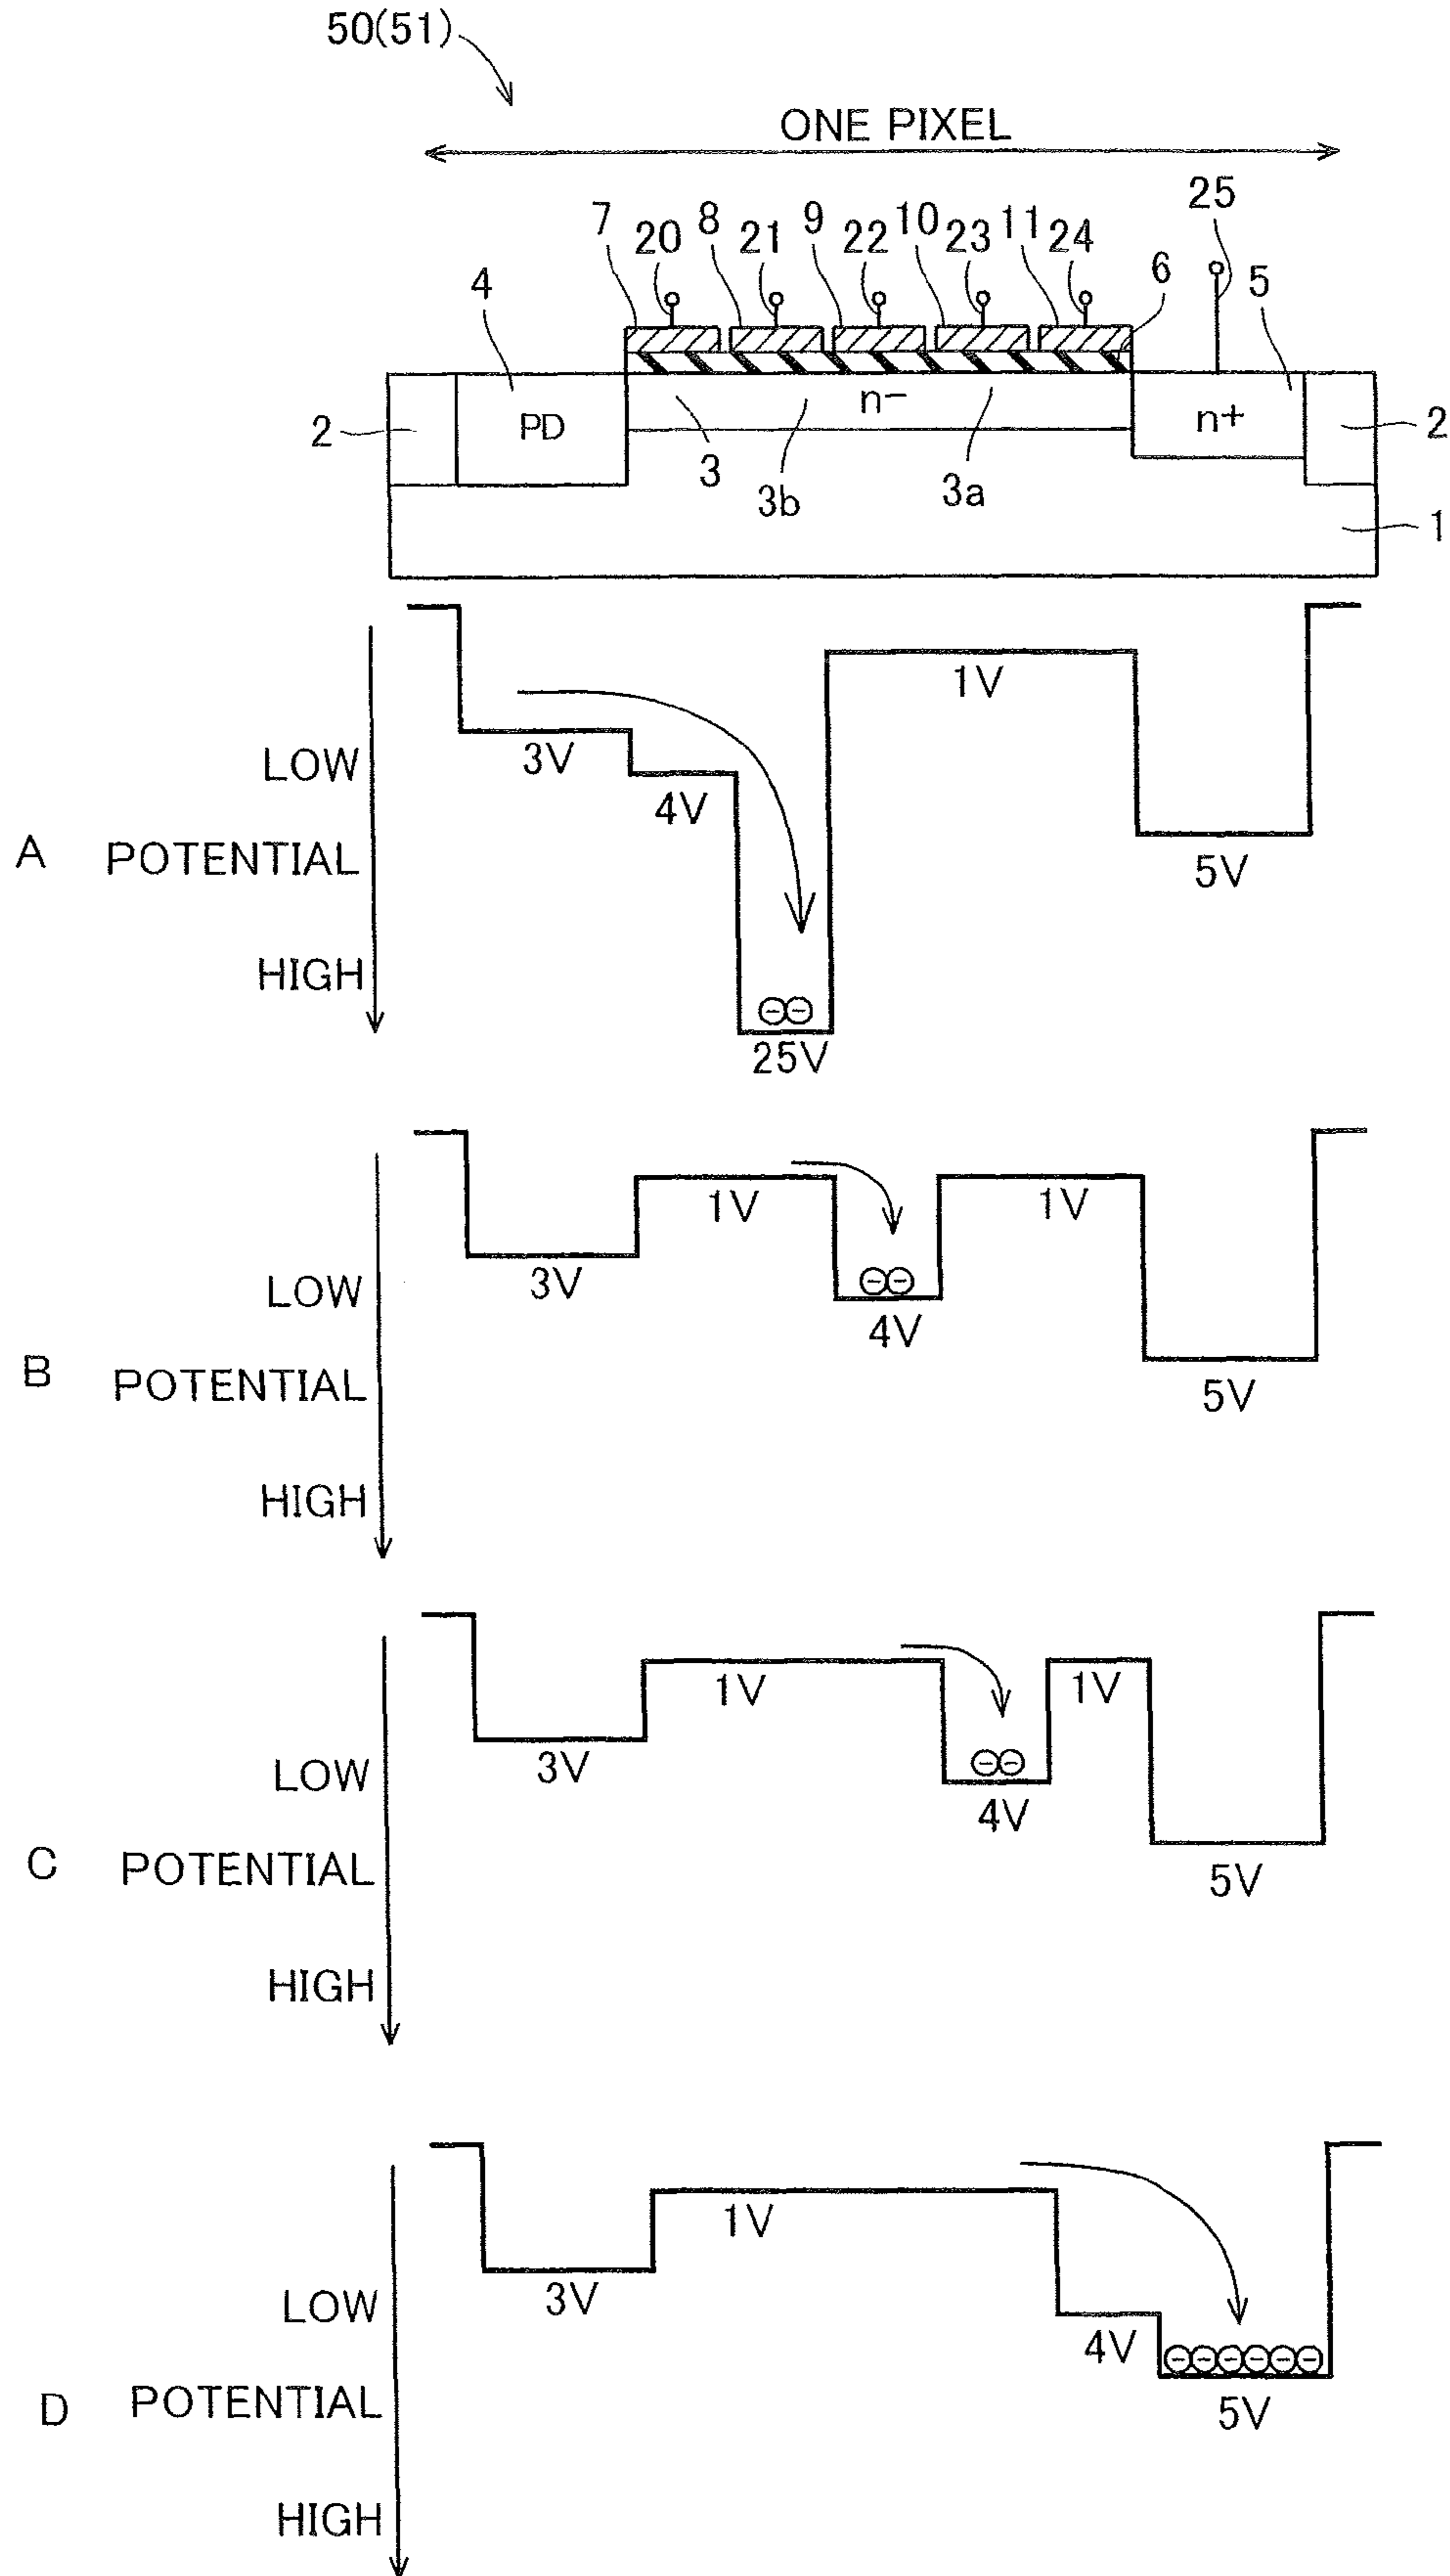 50(51)
ONE PIXEL
25
7 20 8 21 9 22 10 23 11 24 6 5
4
2 PD n- n+ 2
3 3b 3a
1
1V
LOW 3V
4V
A POTENTIAL 5V
HIGH
⊖⊖
25V
1V 1V
LOW 3V ⊖⊖
4V
B POTENTIAL 5V
HIGH
1V 1V
LOW 3V ⊖⊖
4V
C POTENTIAL 5V
HIGH
1V
LOW 3V
4V ⊖⊖⊖⊖⊖⊖
D POTENTIAL 5V
HIGH